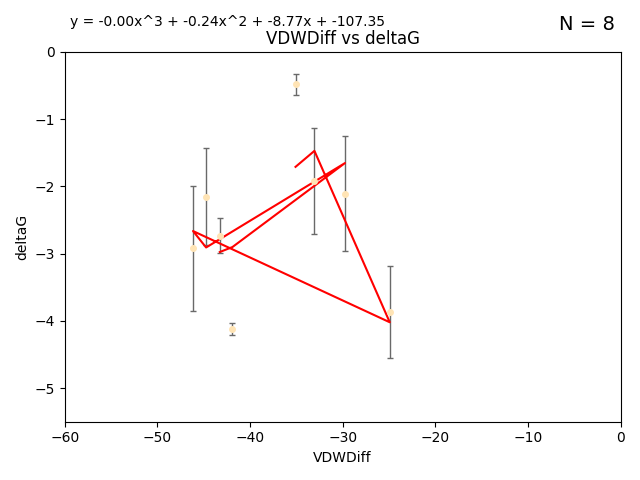 y = -0.00x^3 + -0.24x^2 + -8.77x + -107.35
N = 8
VDWDiff vs deltaG
0
−1
−2
−3
−4
−5
deltaG
−60 −50 −40 −30 −20 −10 0
VDWDiff